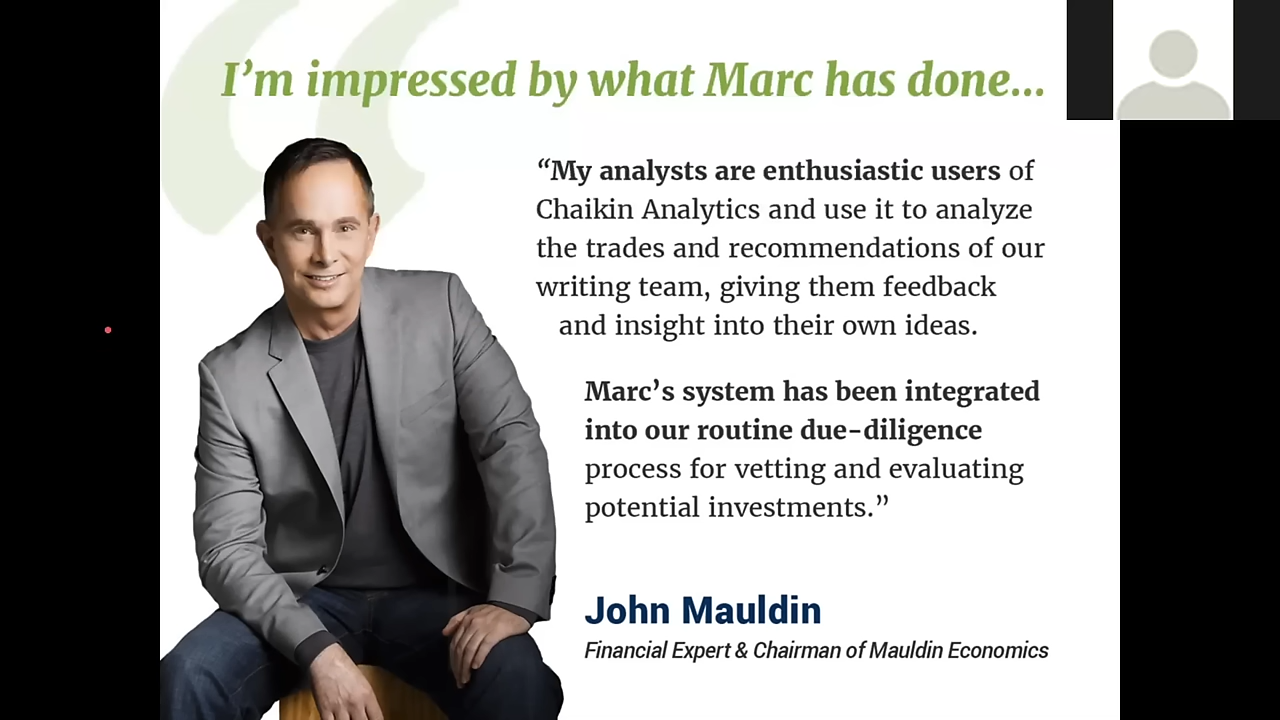 I’m impressed by what Marc has done...
“My analysts are enthusiastic users of
Chaikin Analytics and use it to analyze
the trades and recommendations of our
writing team, giving them feedback
and insight into their own ideas.
Marc’s system has been integrated
into our routine due-diligence
process for vetting and evaluating
potential investments.”
John Mauldin
Financial Expert & Chairman of Mauldin Economics